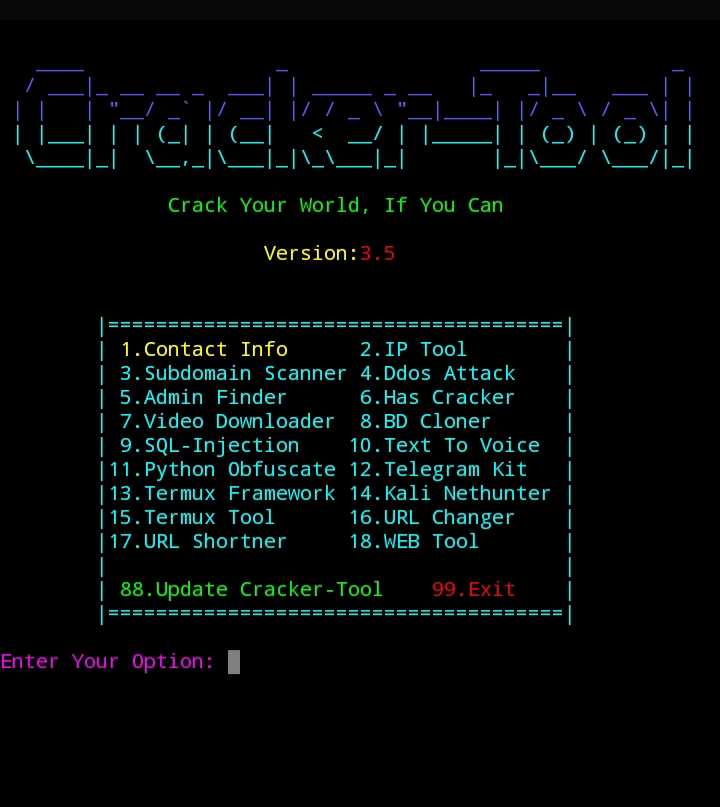 Cracker-Tool
Crack Your World, If You Can
Version:3.5
|======================================|
| 1.Contact Info      2.IP Tool        |
| 3.Subdomain Scanner 4.Ddos Attack    |
| 5.Admin Finder      6.Has Cracker    |
| 7.Video Downloader  8.BD Cloner      |
| 9.SQL-Injection    10.Text To Voice  |
|11.Python Obfuscate 12.Telegram Kit   |
|13.Termux Framework 14.Kali Nethunter |
|15.Termux Tool      16.URL Changer    |
|17.URL Shortner     18.WEB Tool       |
| 88.Update Cracker-Tool    99.Exit    |
|======================================|
Enter Your Option: